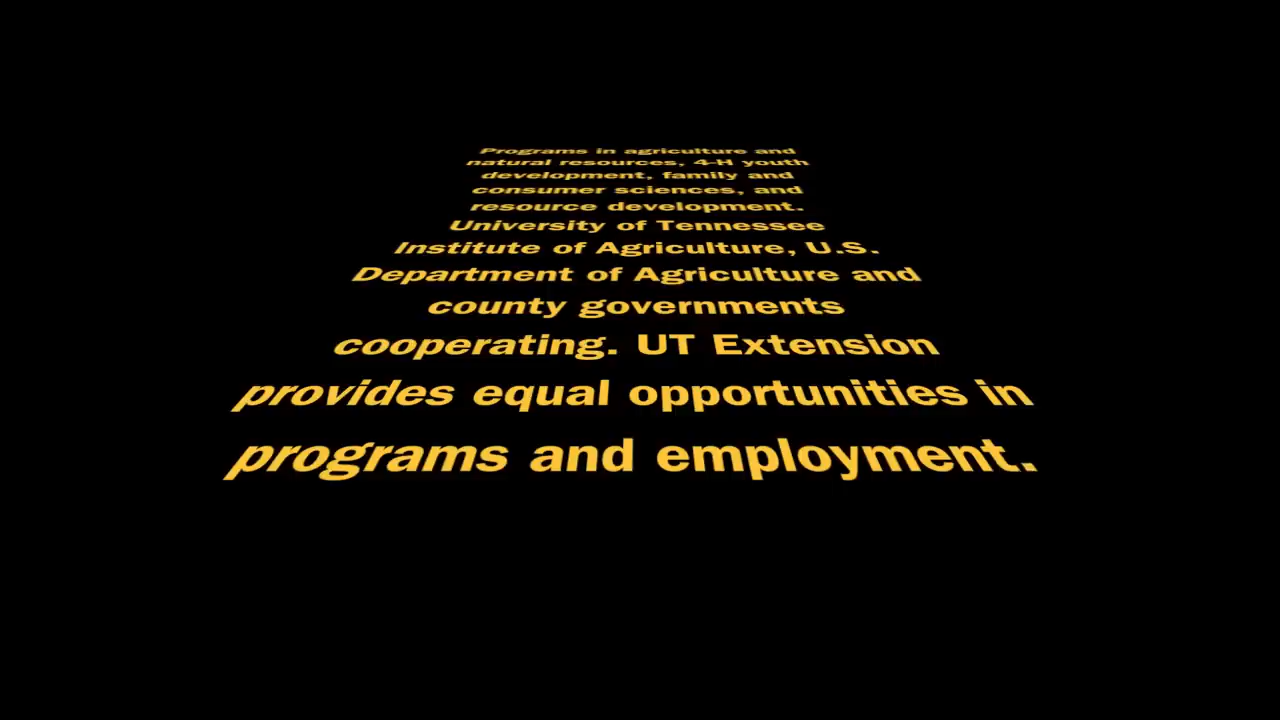 Programs in agriculture and
natural resources, 4-H youth
development, family and
consumer sciences, and
resource development.
University of Tennessee
Institute of Agriculture, U.S.
Department of Agriculture and
county governments
cooperating. UT Extension
provides equal opportunities in
programs and employment.